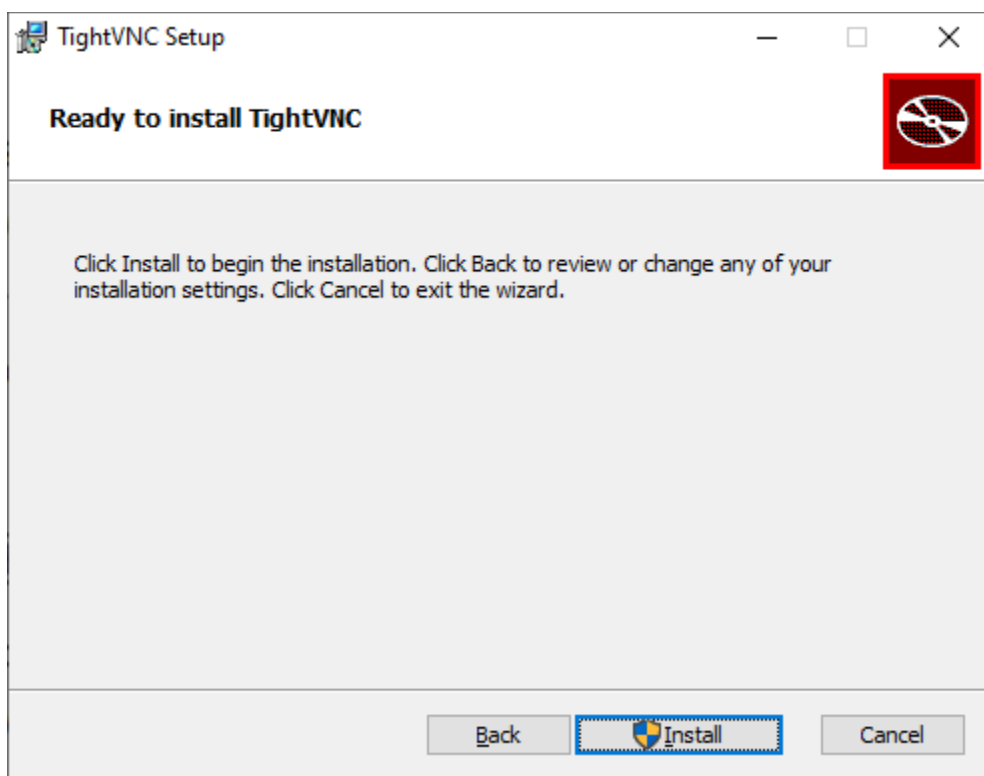 TightVNC Setup
Ready to install TightVNC
Click Install to begin the installation. Click Back to review or change any of your
installation settings. Click Cancel to exit the wizard.
Back Install Cancel